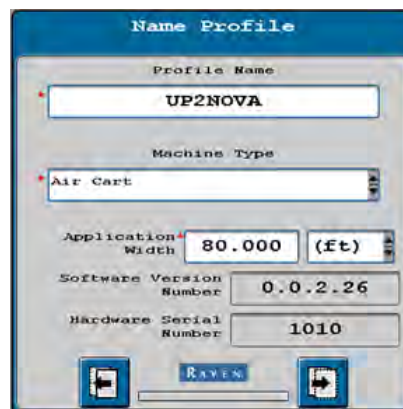 Name Profile
Profile Name
*
UP2NOVA
Machine Type
*
Air Cart
Application*
Width
80.000
(ft)
Software Version
Number
0.0.2.26
Hardware Serial
Number
1010
RAVEN